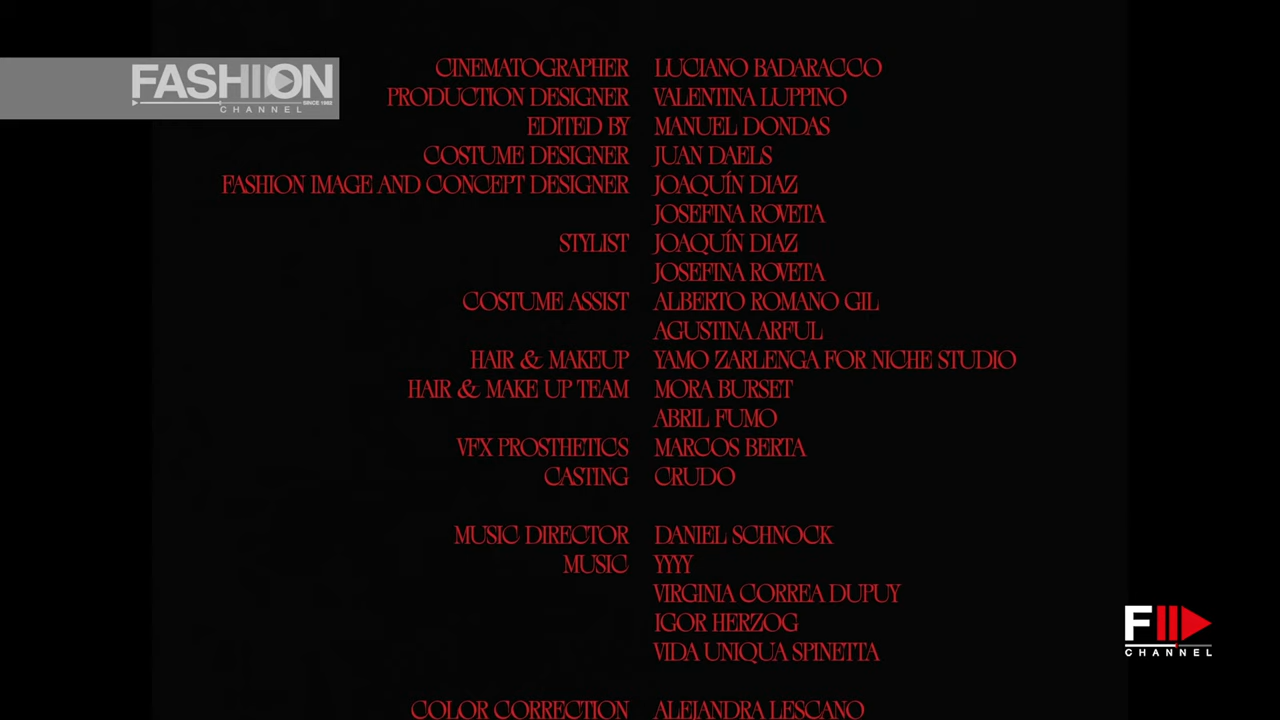 FASHION
CHANNEL
SINCE 1982
CINEMATOGRAPHER LUCIANO BADARACCO
PRODUCTION DESIGNER VALENTINA LUPPINO
EDITED BY MANUEL DONDAS
COSTUME DESIGNER JUAN DAELS
FASHION IMAGE AND CONCEPT DESIGNER JOAQUÍN DIAZ
JOSEFINA ROVETA
STYLIST JOAQUÍN DIAZ
JOSEFINA ROVETA
COSTUME ASSIST ALBERTO ROMANO GIL
AGUSTINA ARFUL
HAIR & MAKEUP YAMO ZARLENGA FOR NICHE STUDIO
HAIR & MAKE UP TEAM MORA BURSET
ABRIL FUMO
VFX PROSTHETICS MARCOS BERTA
CASTING CRUDO
MUSIC DIRECTOR DANIEL SCHNOCK
MUSIC YYYY
VIRGINIA CORREA DUPUY
IGOR HERZOG
VIDA UNIQUA SPINETTA
COLOR CORRECTION ALEJANDRA LESCANO
F
CHANNEL